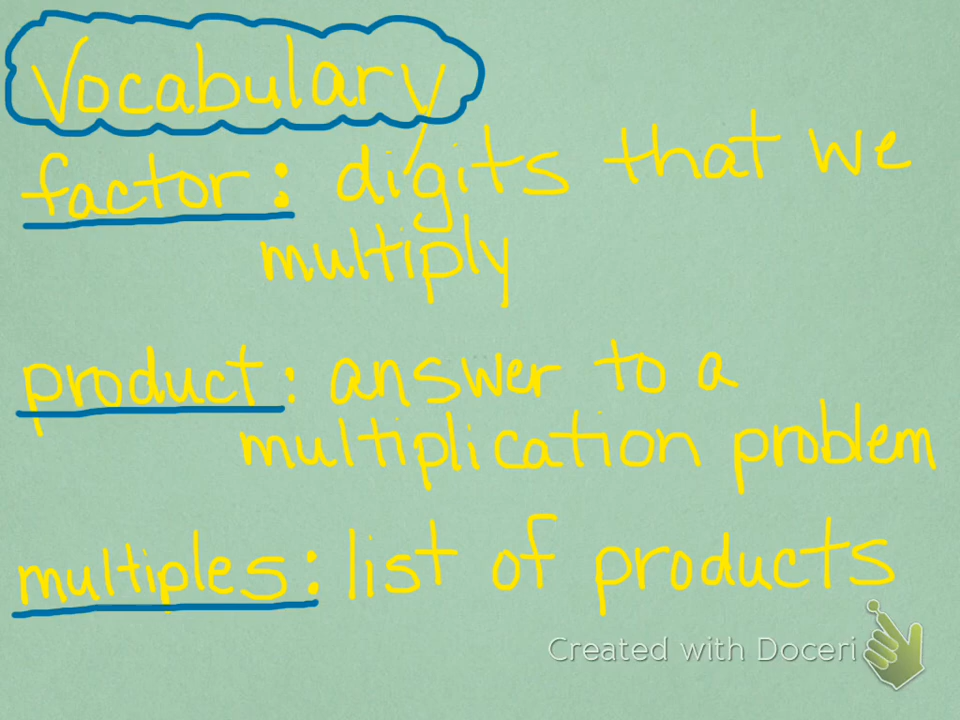 Vocabulary
factor: digits that we
multiply
product: answer to a
multiplication problem
multiples: list of products
Created with Doceri